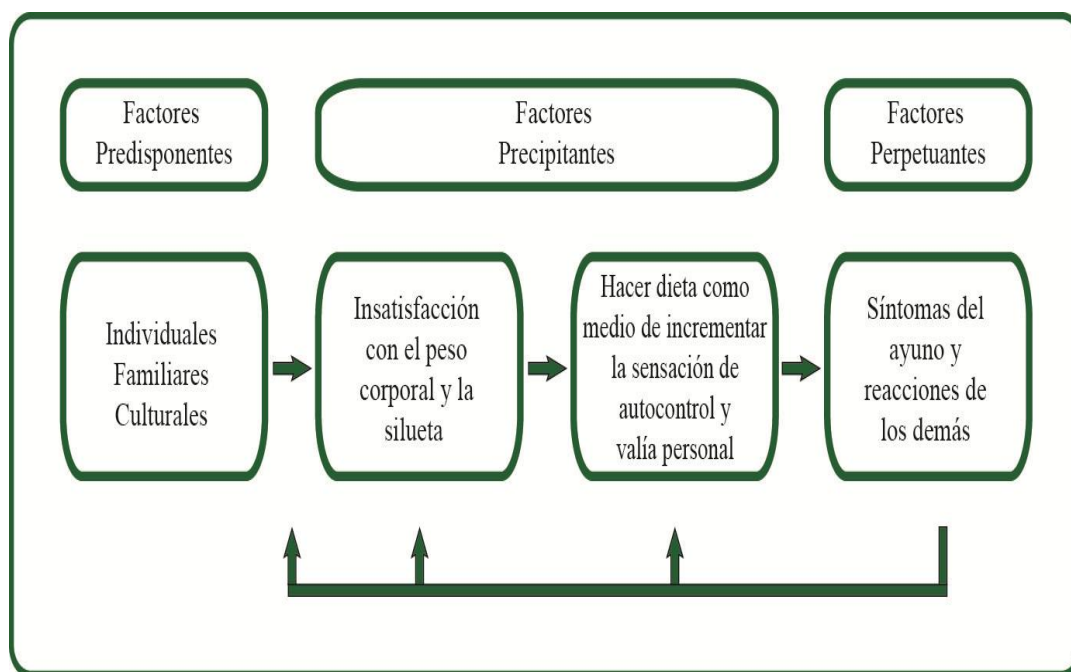 Factores
Predisponentes
Factores
Precipitantes
Factores
Perpetuantes
Individuales
Familiares
Culturales
Insatisfacción
con el peso
corporal y la
silueta
Hacer dieta como
medio de incrementar
la sensación de
autocontrol y
valía personal
Síntomas del
ayuno y
reacciones de
los demás